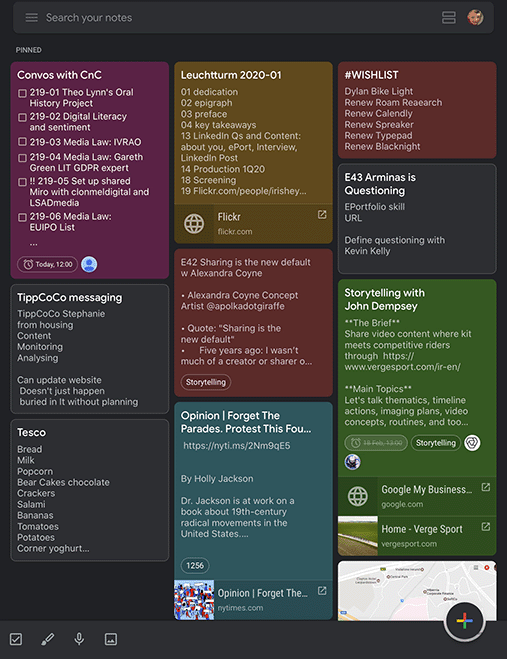 Search your notes
PINNED
Convos with CnC
219-01 Theo Lynn's Oral
History Project
219-02 Digital Literacy
and sentiment
219-03 Media Law: IVRAO
219-04 Media Law: Gareth
Green LIT GDPR expert
!! 219-05 Set up shared
Miro with clonmeldigital and
LSADmedia
219-06 Media Law:
EUIPO List
...
Today, 12:00
TippCoCo messaging
TippCoCo Stephanie
from housing
Content
Monitoring
Analysing
Can update website
Doesn't just happen
buried in It without planning
Tesco
Bread
Milk
Popcorn
Bear Cakes chocolate
Crackers
Salami
Bananas
Tomatoes
Potatoes
Corner yoghurt...
Leuchtturm 2020-01
01 dedication
02 epigraph
03 preface
04 key takeaways
13 LinkedIn Qs and Content:
about you, ePort, Interview,
LinkedIn Post
14 Production 1Q20
18 Screening
19 Flickr.com/people/irishey...
Flickr
flickr.com
E42 Sharing is the new default
w Alexandra Coyne
• Alexandra Coyne Concept
Artist @apolkadotgiraffe
• Quote: "Sharing is the
new default"
• Five years ago: I wasn't
much of a creator or sharer o...
Storytelling
Opinion | Forget The
Parades. Protest This Fou...
https://nyti.ms/2Nm9qE5
By Holly Jackson
Dr. Jackson is at work on a
book about 19th-century
radical movements in the
United States....
1256
Opinion | Forget The...
nytimes.com
#WISHLIST
Dylan Bike Light
Renew Roam Reaearch
Renew Calendly
Renew Spreaker
Renew Typepad
Renew Blacknight
E43 Arminas is
Questioning
EPortfolio skill
URL
Define questioning with
Kevin Kelly
Storytelling with
John Dempsey
**The Brief**
Share video content where kit
meets competitive riders
through https://
www.vergesport.com/ir-en/
**Main Topics**
Let's talk thematics, timeline
actions, imaging plans, video
concepts, routines, and too...
18 Feb, 13:00
Storytelling
Google My Business...
google.com
Home - Verge Sport
vergesport.com